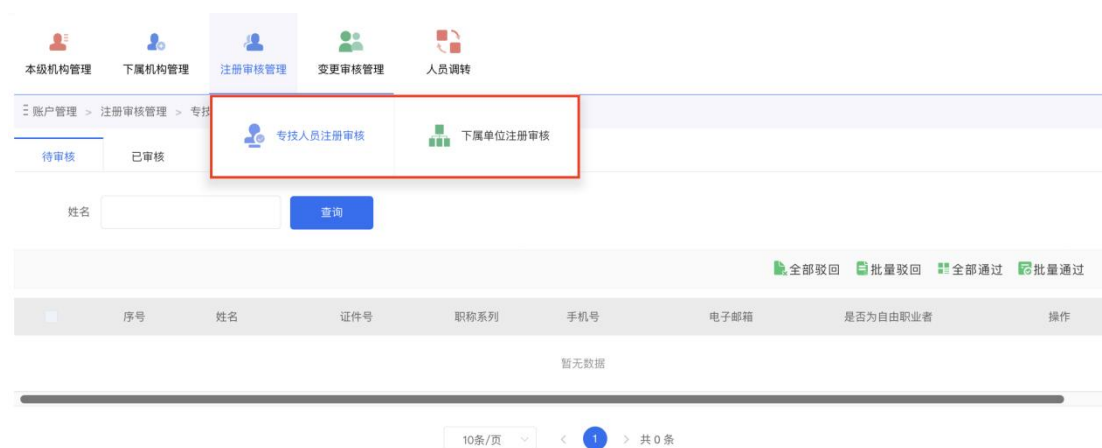 本级机构管理 下属机构管理 注册审核管理 变更审核管理 人员调转
账户管理 > 注册审核管理 > 专技
专技人员注册审核 下属单位注册审核
待审核 已审核
姓名 查询
全部驳回 批量驳回 全部通过 批量通过
序号 姓名 证件号 职称系列 手机号 电子邮箱 是否为自由职业者 操作
暂无数据
10条/页 < 1 > 共 0 条